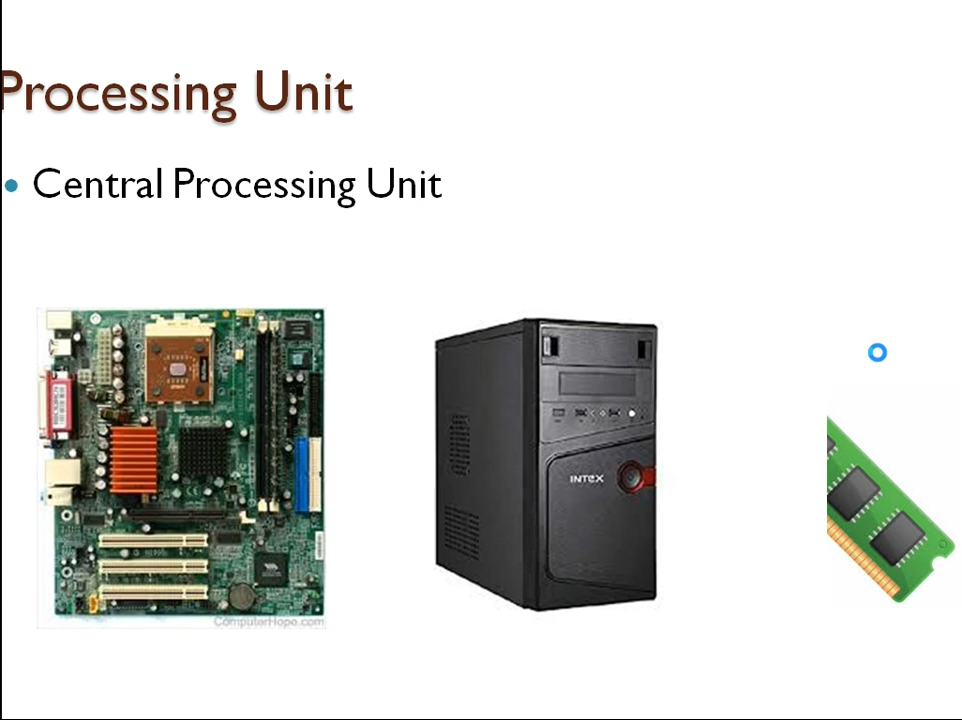 Processing Unit
• Central Processing Unit
INTEX
ComputerHope.com